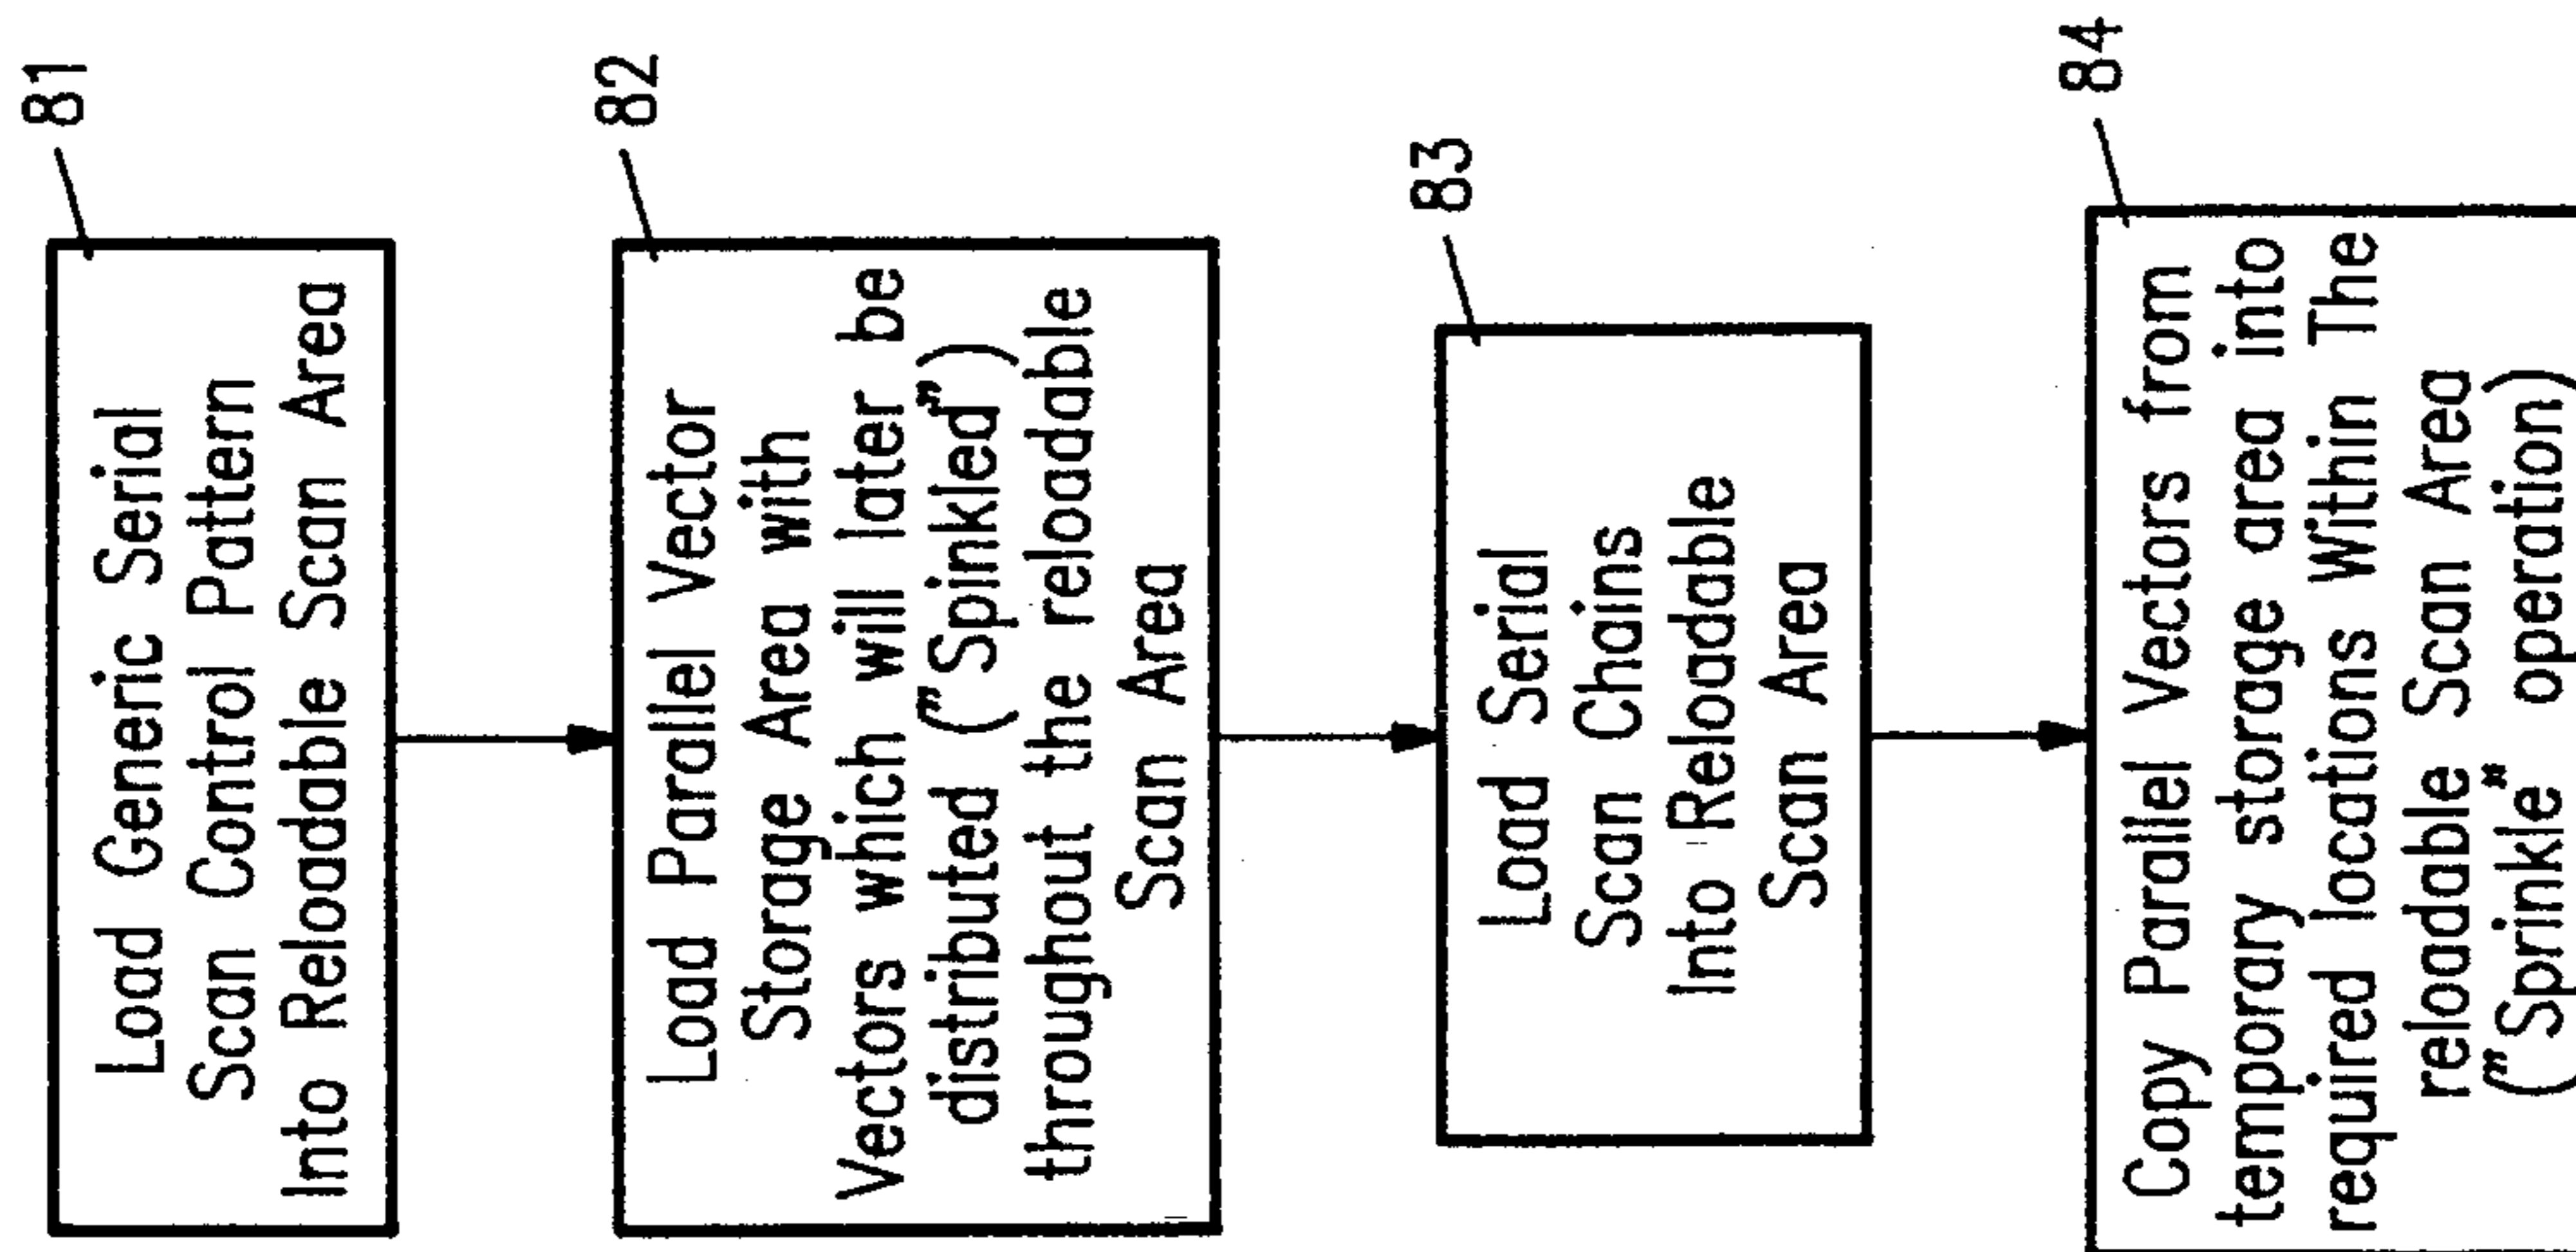 81
Load Generic Serial
Scan Control Pattern
Into Reloadable Scan Area
82
Load Parallel Vector
Storage Area with
Vectors which will later be
distributed ("Spinkled")
throughout the reloadable
Scan Area
83
Load Serial
Scan Chains
Into Reloadable
Scan Area
84
Copy Parallel Vectors from
temporary storage area into
required locations Within The
reloadable Scan Area
("Sprinkle" operation)